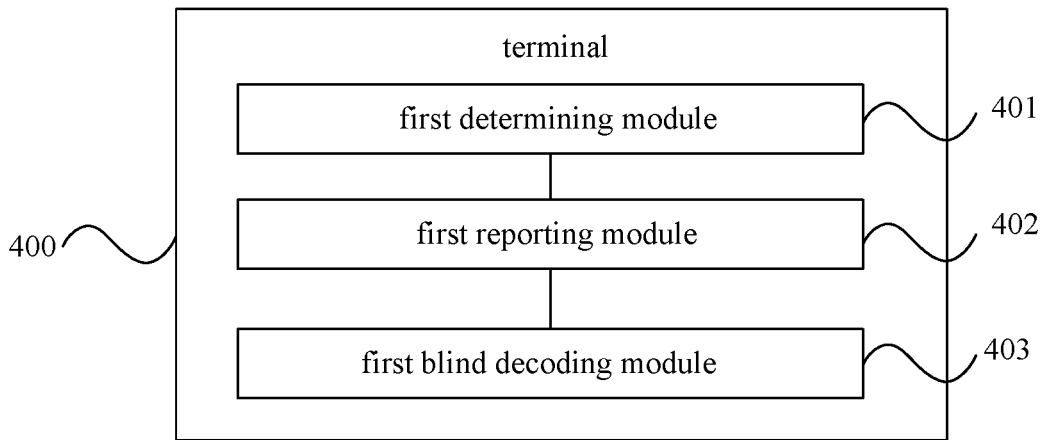 terminal
first determining module
401
first reporting module
402
400
first blind decoding module
403